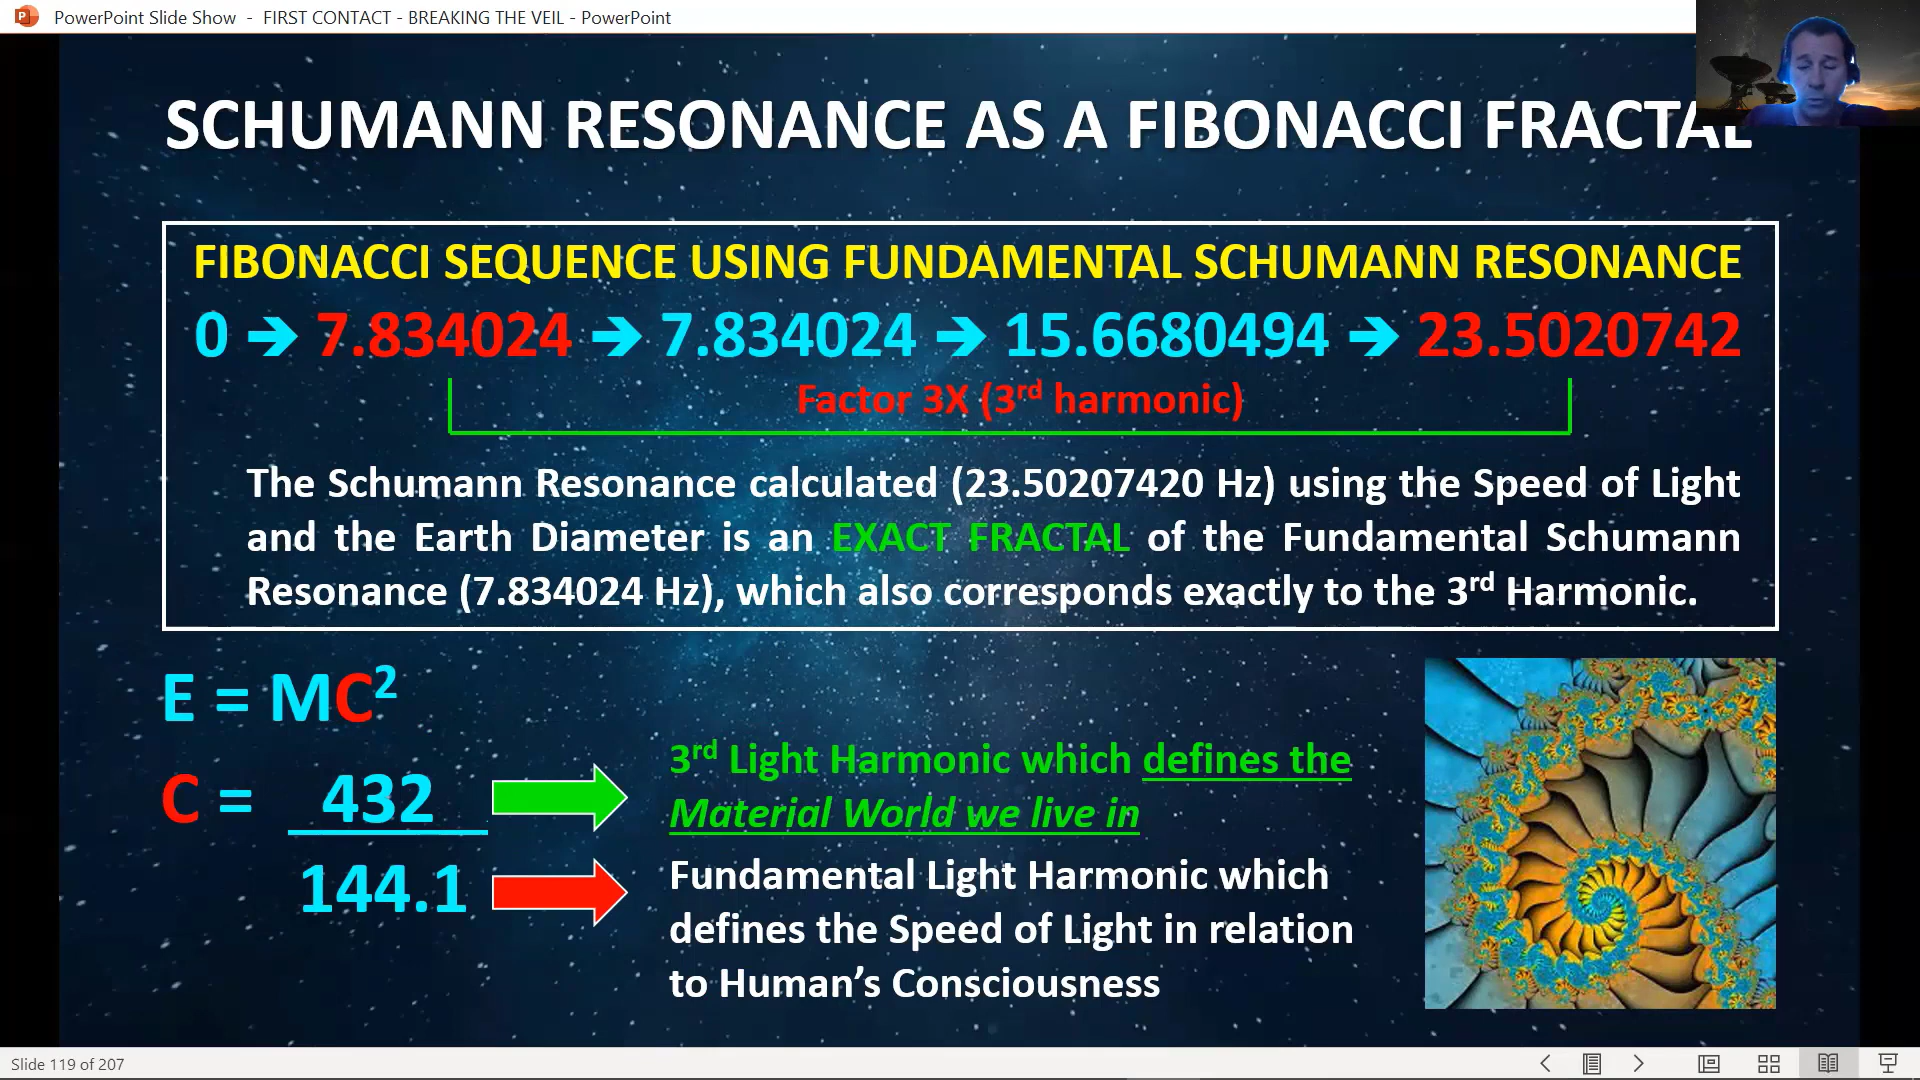 PowerPoint Slide Show - FIRST CONTACT - BREAKING THE VEIL - PowerPoint
SCHUMANN RESONANCE AS A FIBONACCI FRACTAL
FIBONACCI SEQUENCE USING FUNDAMENTAL SCHUMANN RESONANCE
0 ➔ 7.834024 ➔ 7.834024 ➔ 15.6680494 ➔ 23.5020742
Factor 3X (3rd harmonic)
The Schumann Resonance calculated (23.50207420 Hz) using the Speed of Light
and the Earth Diameter is an EXACT FRACTAL of the Fundamental Schumann
Resonance (7.834024 Hz), which also corresponds exactly to the 3rd Harmonic.
E = MC²
C = 432
144.1
3rd Light Harmonic which defines the
Material World we live in
Fundamental Light Harmonic which
defines the Speed of Light in relation
to Human’s Consciousness
Slide 119 of 207